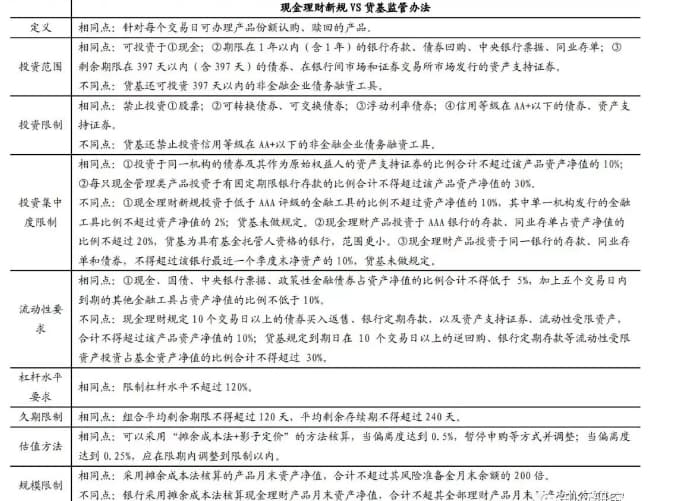 现金理财新规 VS 货基监管办法
定义
相同点：针对每个交易日可办理产品份额认购、赎回的产品.
投资范围
相同点：可投资于①现金；②期限在 1 年以内（含 1 年）的银行存款、债券回购、中央银行票据、同业存单；③
剩余期限在 397 天以内（含 397 天）的债券、在银行间市场和证券交易所市场发行的资产支持证券。
不同点：货基还可投资 397 天以内的非金融企业债务融资工具。
投资限制
相同点：禁止投资①股票；②可转换债券、可交换债券；③浮动利率债券；④信用等级在AA+以下的债券、资产支
持证券。
不同点：货基还禁止投资信用等级在AA+以下的非金融企业债务融资工具。
投资集中
度限制
相同点：①投资于同一机构的债券及其作为原始权益人的资产支持证券的比例合计不超过该产品资产净值的 10%；
②每只现金管理类产品投资于有固定期限银行存款的比例合计不得超过该产品资产净值的 30%。
不同点：①现金理财新规投资于低于 AAA 评级的金融工具的比例不超过资产净值的 10%，其中单一机构发行的金融
工具比例不超过资产净值的 2%；货基未做规定。②现金理财产品投资于 AAA 银行的存款、同业存单占资产净值的
比例不超过 20%，货基为具有基金托管人资格的银行，范围更小。③现金理财产品投资于同一银行的存款、同业存
单和债券，不得超过该银行最近一个季度末净资产的 10%，货基未做规定。
流动性要
求
相同点：①现金、国债、中央银行票据、政策性金融债券占资产净值的比例合计不得低于 5%，加上五个交易日内
到期的其他金融工具占资产净值的比例不低于 10%。
不同点：现金理财规定 10 个交易日以上的债券买入返售、银行定期存款，以及资产支持证券、流动性受限资产，
合计不得超过该产品资产净值的 10%；货基规定到期日在 10 个交易日以上的逆回购、银行定期存款等流动性受限
资产投资占基金资产净值的比例合计不得超过 30%。
杠杆水平
要求
相同点：限制杠杆水平不超过 120%。
久期限制
相同点：组合平均剩余期限不得超过 120 天、平均剩余存续期不得超过 240 天。
估值方法
相同点：可以采用“摊余成本法+影子定价”的方法核算，当偏离度达到 0.5%，暂停申购等方式并调整；当偏离度
达到 0.25%，应在限期内调整到限制以内。
规模限制
相同点：采用摊余成本法核算的产品月末资产净值，合计不超过其风险准备金月末余额的 200 倍。
不同点：银行采用摊余成本法核算现金理财产品月末资产净值，合计不超其全部理财产品月末